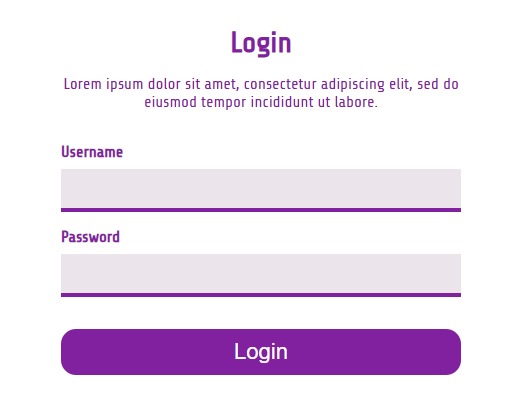 Login
Lorem ipsum dolor sit amet, consectetur adipiscing elit, sed do
eiusmod tempor incididunt ut labore.
Username
Password
Login